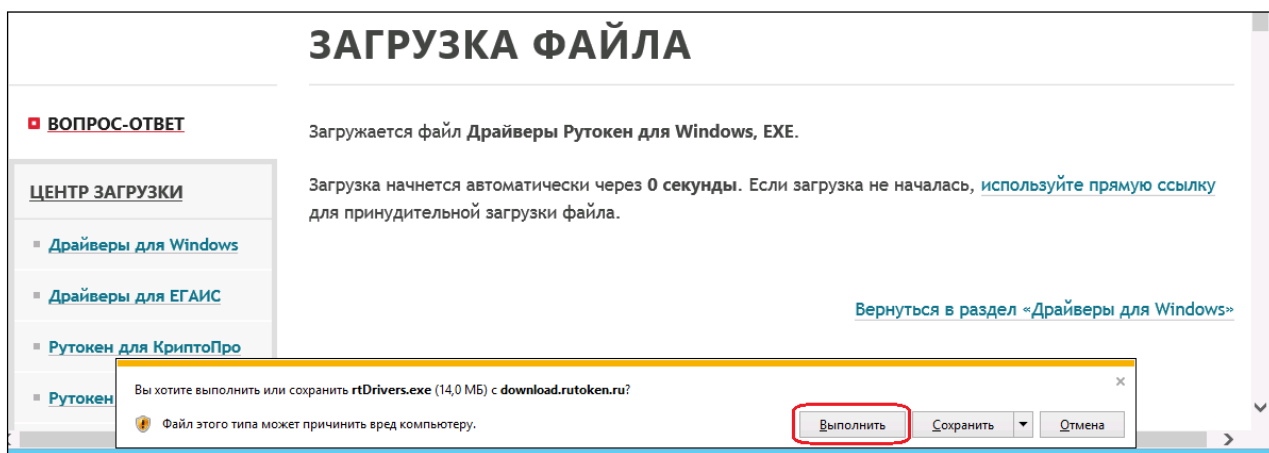 ЗАГРУЗКА ФАЙЛА
ВОПРОС-ОТВЕТ
ЦЕНТР ЗАГРУЗКИ
Драйверы для Windows
Драйверы для ЕГАИС
Рутокен для КриптоПро
Рутокен
Загружается файл Драйверы Рутокен для Windows, EXE.
Загрузка начнется автоматически через 0 секунды. Если загрузка не началась, используйте прямую ссылку
для принудительной загрузки файла.
Вернуться в раздел «Драйверы для Windows»
Вы хотите выполнить или сохранить rtDrivers.exe (14,0 МБ) с download.rutoken.ru?
Файл этого типа может причинить вред компьютеру.
Выполнить
Сохранить
Отмена